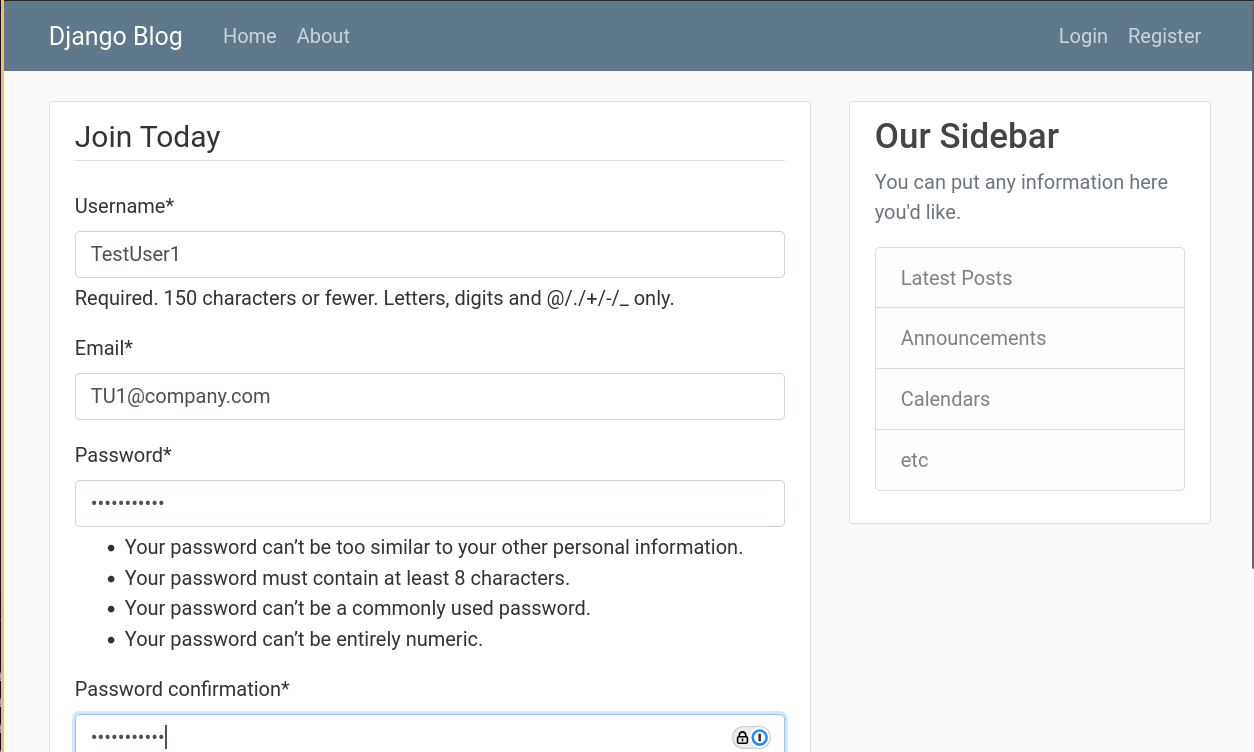 Django Blog Home About Login Register
Join Today
Username*
TestUser1
Required. 150 characters or fewer. Letters, digits and @/./+/-/_ only.
Email*
TU1@company.com
Password*
•••••••••••
• Your password can’t be too similar to your other personal information.
• Your password must contain at least 8 characters.
• Your password can’t be a commonly used password.
• Your password can’t be entirely numeric.
Password confirmation*
•••••••••••
Our Sidebar
You can put any information here
you'd like.
Latest Posts
Announcements
Calendars
etc